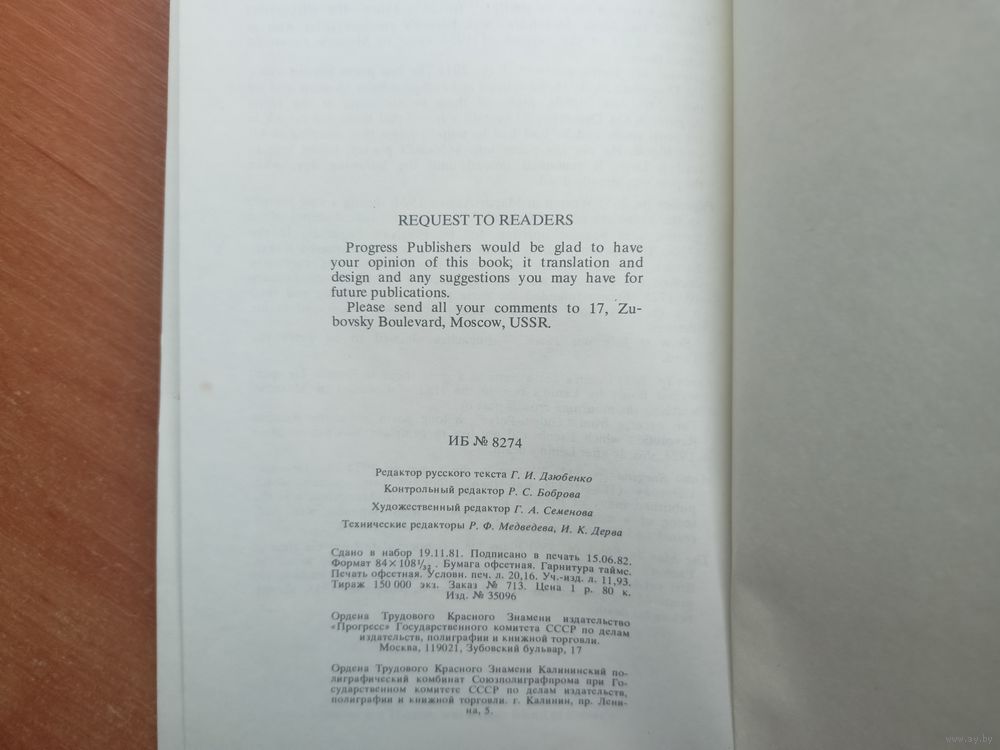 REQUEST TO READERS
Progress Publishers would be glad to have
your opinion of this book, it translation and
design and any suggestions you may have for
future publications.
Please send all your comments to 17, Zu-
bovsky Boulevard, Moscow, USSR.
ИБ № 8274
Редактор русского текста Г. И. Дзюбенко
Контрольный редактор Р. С. Боброва
Художественный редактор Г. А. Семенова
Технические редакторы Р. Ф. Медведева, И. К. Дерва
Сдано в набор 19.11.81. Подписано в печать 15.06.82.
Формат 84×108 1/32. Бумага офсетная. Гарнитура таймс.
Печать офсетная. Условн. печ. л. 20,16. Уч.-изд. л. 11,93.
Тираж 150 000 экз. Заказ № 713. Цена 1 р. 80 к.
Изд. № 35096
Ордена Трудового Красного Знамени издательство
«Прогресс» Государственного комитета СССР по делам
издательств, полиграфии и книжной торговли.
Москва, 119021, Зубовский бульвар, 17
Ордена Трудового Красного Знамени Калининский по-
лиграфический комбинат Союзполиграфпрома при Го-
сударственном комитете СССР по делам издательств,
полиграфии и книжной торговли. г. Калинин, пр. Лени-
на, 5.
www.ay.by